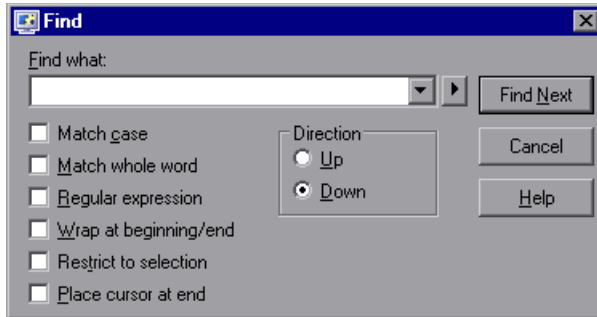 Find
Find what:
Find Next
Match case
Direction
Cancel
Match whole word
Up
Regular expression
Down
Help
Wrap at beginning/end
Restrict to selection
Place cursor at end